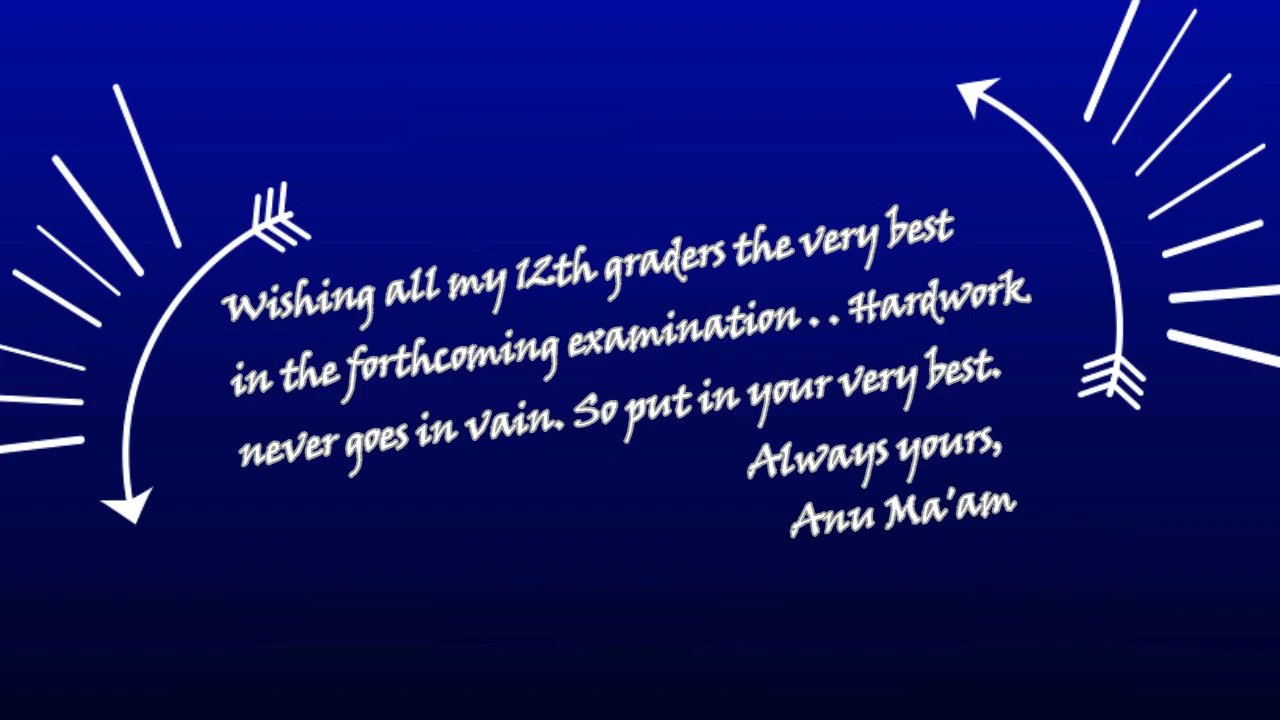 Wishing all my 12th graders the very best
in the forthcoming examination . . Hardwork
never goes in vain. So put in your very best.
Always yours,
Anu Ma'am